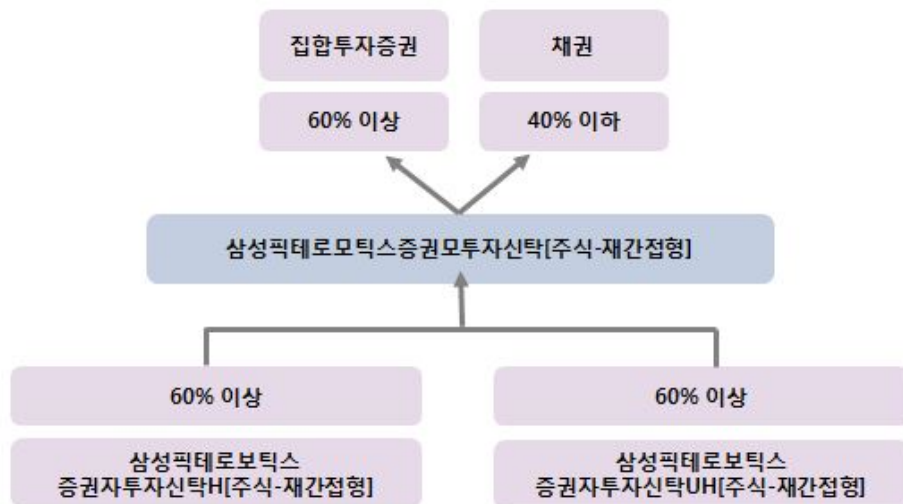 집합투자증권
채권
60% 이상
40% 이하
삼성픽테로모틱스증권모투자신탁[주식-재간접형]
60% 이상
60% 이상
삼성픽테로보틱스
증권자투자신탁H[주식-재간접형]
삼성픽테로보틱스
증권자투자신탁UH[주식-재간접형]